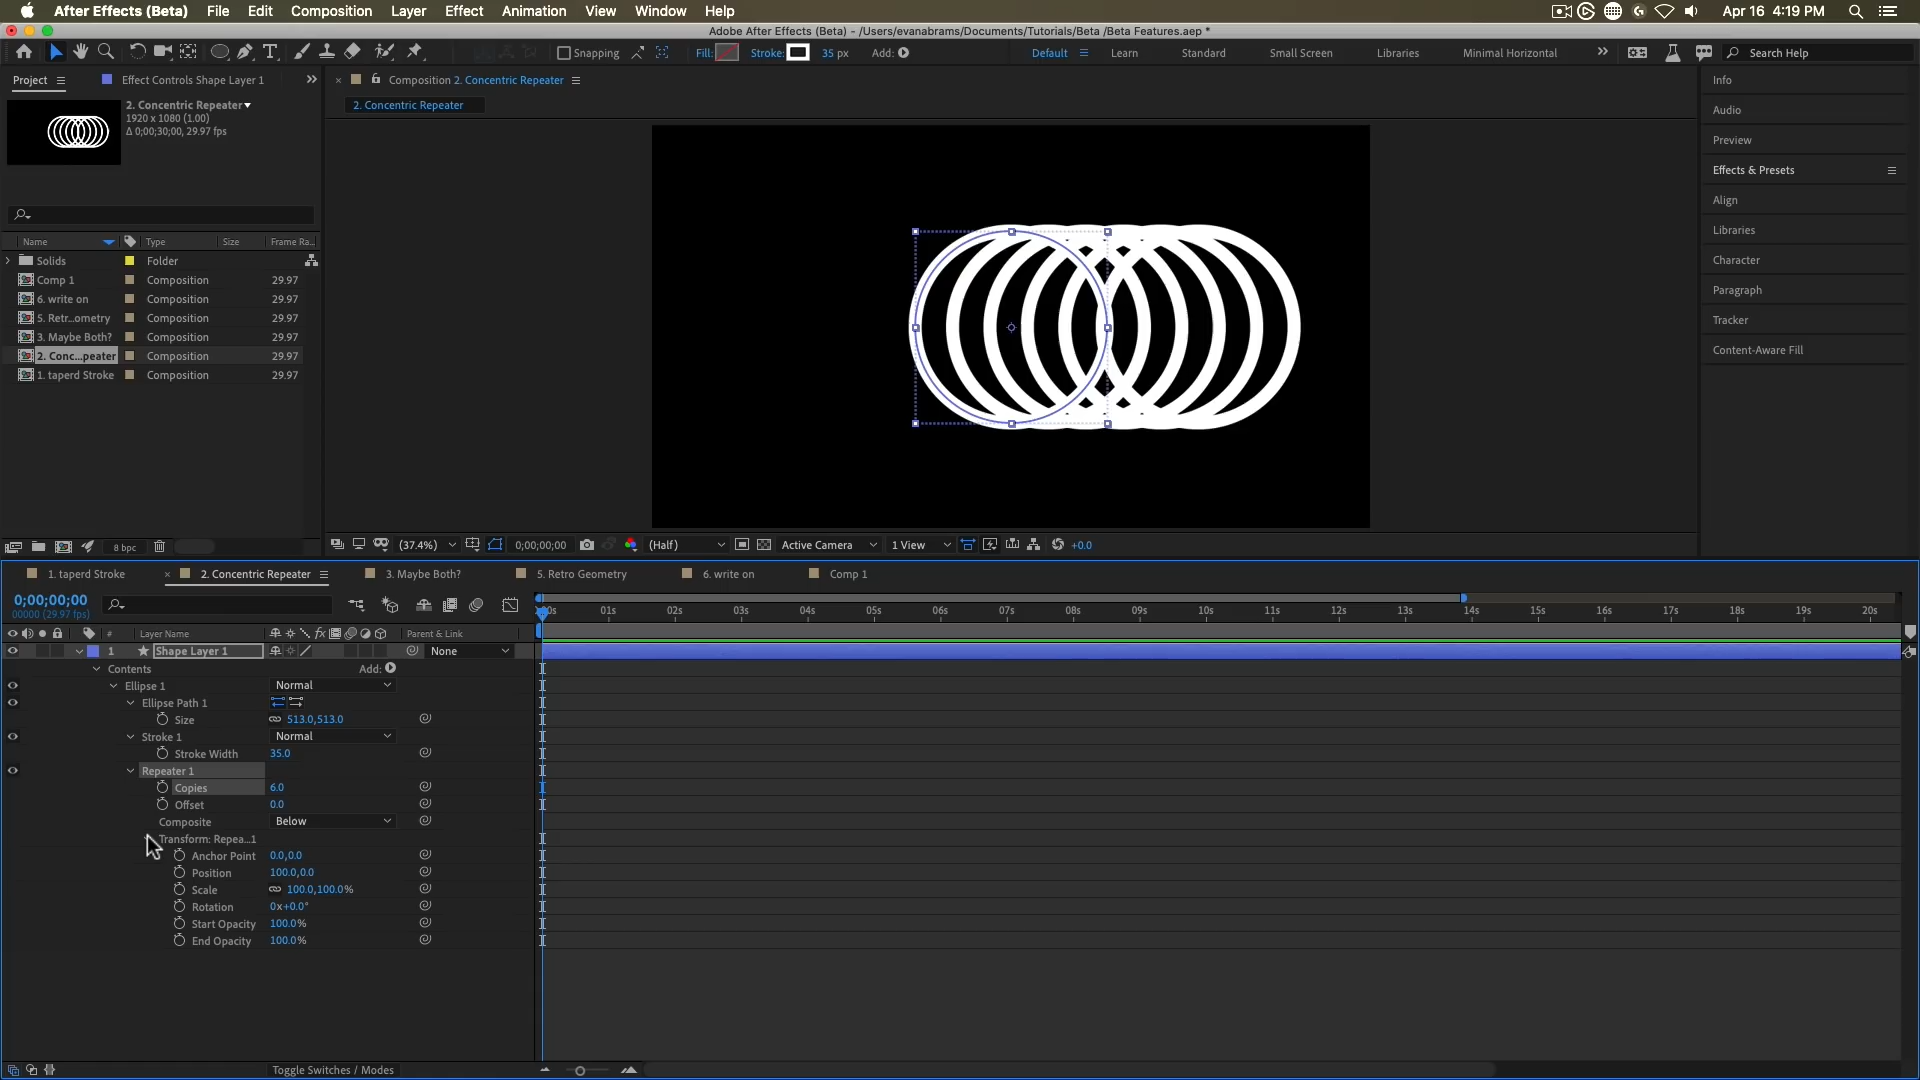 After Effects (Beta) File Edit Composition Layer Effect Animation View Window Help Apr 16 4:19 PM
Adobe After Effects (Beta) - /Users/evanabrams/Documents/Tutorials/Beta /Beta Features.aep *
Snapping Fill: Stroke: 35 px Add: Default Learn Standard Small Screen Libraries Minimal Horizontal Search Help
Project Effect Controls Shape Layer 1 Composition 2. Concentric Repeater
2. Concentric Repeater
1920 x 1080 (1.00)
Δ 0;00;30;00, 29.97 fps
2. Concentric Repeater
Info
Audio
Preview
Effects & Presets
Align
Libraries
Character
Paragraph
Tracker
Content-Aware Fill
Name Type Size Frame Ra...
Solids Folder
Comp 1 Composition 29.97
6. write on Composition 29.97
5. Retr...ometry Composition 29.97
3. Maybe Both? Composition 29.97
2. Conc...peater Composition 29.97
1. taperd Stroke Composition 29.97
8 bpc (37.4%) 0;00;00;00 (Half) Active Camera 1 View +0.0
1. taperd Stroke 2. Concentric Repeater 3. Maybe Both? 5. Retro Geometry 6. write on Comp 1
0;00;00;00
00000 (29.97 fps)
:00s 01s 02s 03s 04s 05s 06s 07s 08s 09s 10s 11s 12s 13s 14s 15s 16s 17s 18s 19s 20s
# Layer Name fx Parent & Link
1 Shape Layer 1 None
Contents Add:
Ellipse 1 Normal
Ellipse Path 1
Size 513.0,513.0
Stroke 1 Normal
Stroke Width 35.0
Repeater 1
Copies 6.0
Offset 0.0
Composite Below
Transform: Repea...1
Anchor Point 0.0,0.0
Position 100.0,0.0
Scale 100.0,100.0%
Rotation 0x+0.0°
Start Opacity 100.0%
End Opacity 100.0%
Toggle Switches / Modes